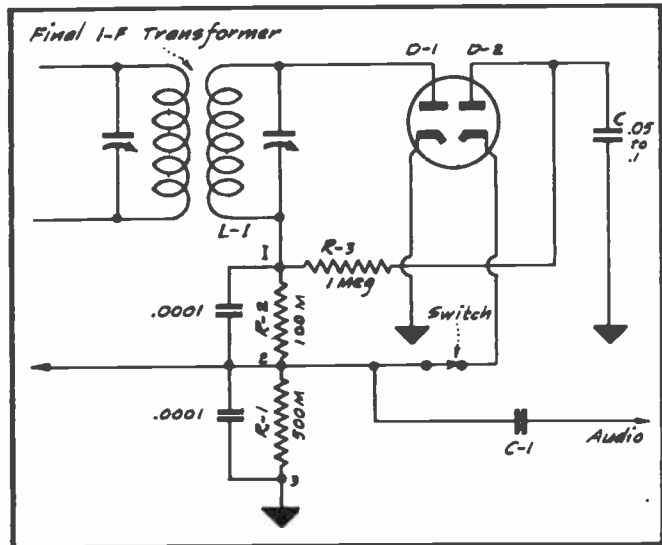 Final I-F Transformer
D-1 D-2
C
.05
to
.1
L-1
1
R-3
1 Meg
.0001
R-2
100M
Switch
2
.0001
R-1
500M
C-1
Audio
3